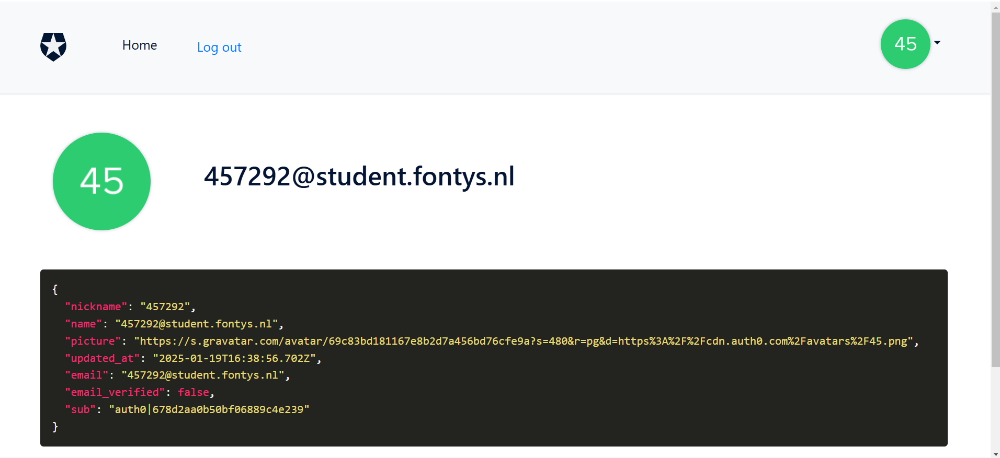 Home
Log out
45
45
457292@student.fontys.nl
{
  "nickname": "457292",
  "name": "457292@student.fontys.nl",
  "picture": "https://s.gravatar.com/avatar/69c83bd181167e8b2d7a456bd76cfe9a?s=480&r=pg&d=https%3A%2F%2Fcdn.auth0.com%2Favatars%2F45.png",
  "updated_at": "2025-01-19T16:38:56.702Z",
  "email": "457292@student.fontys.nl",
  "email_verified": false,
  "sub": "auth0|678d2aa0b50bf06889c4e239"
}